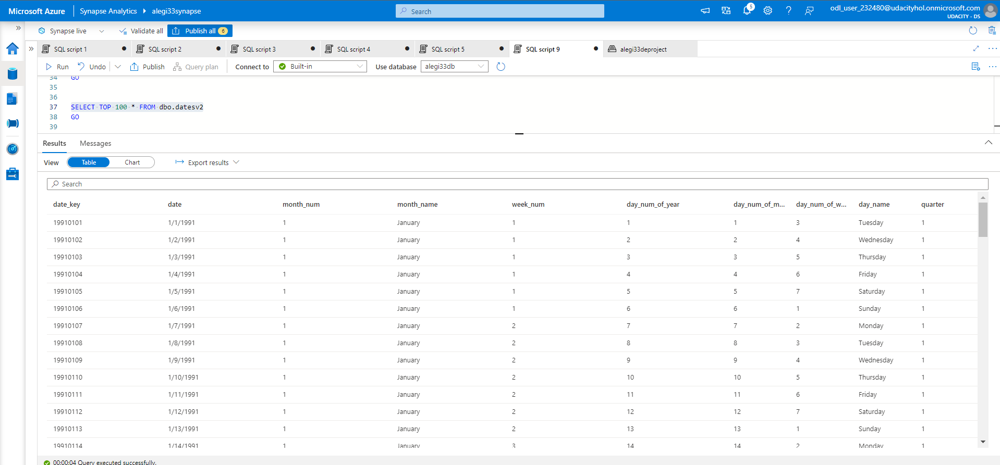 Microsoft Azure Synapse Analytics alegi33synapse Search 5 odl_user_232480@udacityhol.onmicrosoft.com
UDACITY - DS
Synapse live Validate all Publish all 6
SQL script 1 SQL script 2 SQL script 3 SQL script 4 SQL script 5 SQL script 9 alegi33deproject
Run Undo Publish Query plan Connect to Built-in Use database alegi33db
34 GO
35
36
37 SELECT TOP 100 * FROM dbo.datesv2
38 GO
39
Results Messages
View Table Chart Export results
Search
date_key date month_num month_name week_num day_num_of_year day_num_of_m... day_num_of_w... day_name quarter
19910101 1/1/1991 1 January 1 1 1 3 Tuesday 1
19910102 1/2/1991 1 January 1 2 2 4 Wednesday 1
19910103 1/3/1991 1 January 1 3 3 5 Thursday 1
19910104 1/4/1991 1 January 1 4 4 6 Friday 1
19910105 1/5/1991 1 January 1 5 5 7 Saturday 1
19910106 1/6/1991 1 January 1 6 6 1 Sunday 1
19910107 1/7/1991 1 January 2 7 7 2 Monday 1
19910108 1/8/1991 1 January 2 8 8 3 Tuesday 1
19910109 1/9/1991 1 January 2 9 9 4 Wednesday 1
19910110 1/10/1991 1 January 2 10 10 5 Thursday 1
19910111 1/11/1991 1 January 2 11 11 6 Friday 1
19910112 1/12/1991 1 January 2 12 12 7 Saturday 1
19910113 1/13/1991 1 January 2 13 13 1 Sunday 1
19910114 1/14/1991 1 January 3 14 14 2 Monday 1
00:00:04 Query executed successfully.